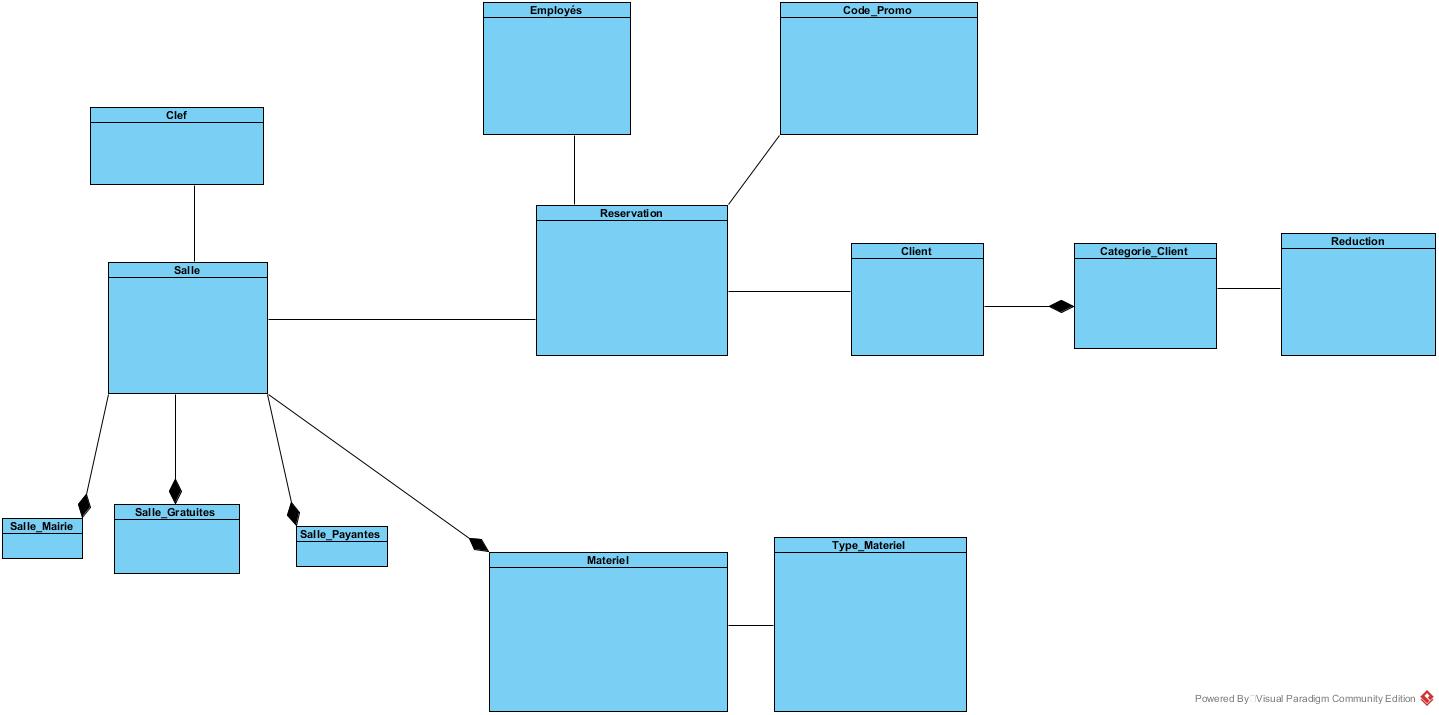 Employés
Code_Promo
Clef
Reservation
Reduction
Client
Categorie_Client
Salle
Salle_Gratuites
Salle_Mairie
Salle_Payantes
Type_Materiel
Materiel
Powered By Visual Paradigm Community Edition